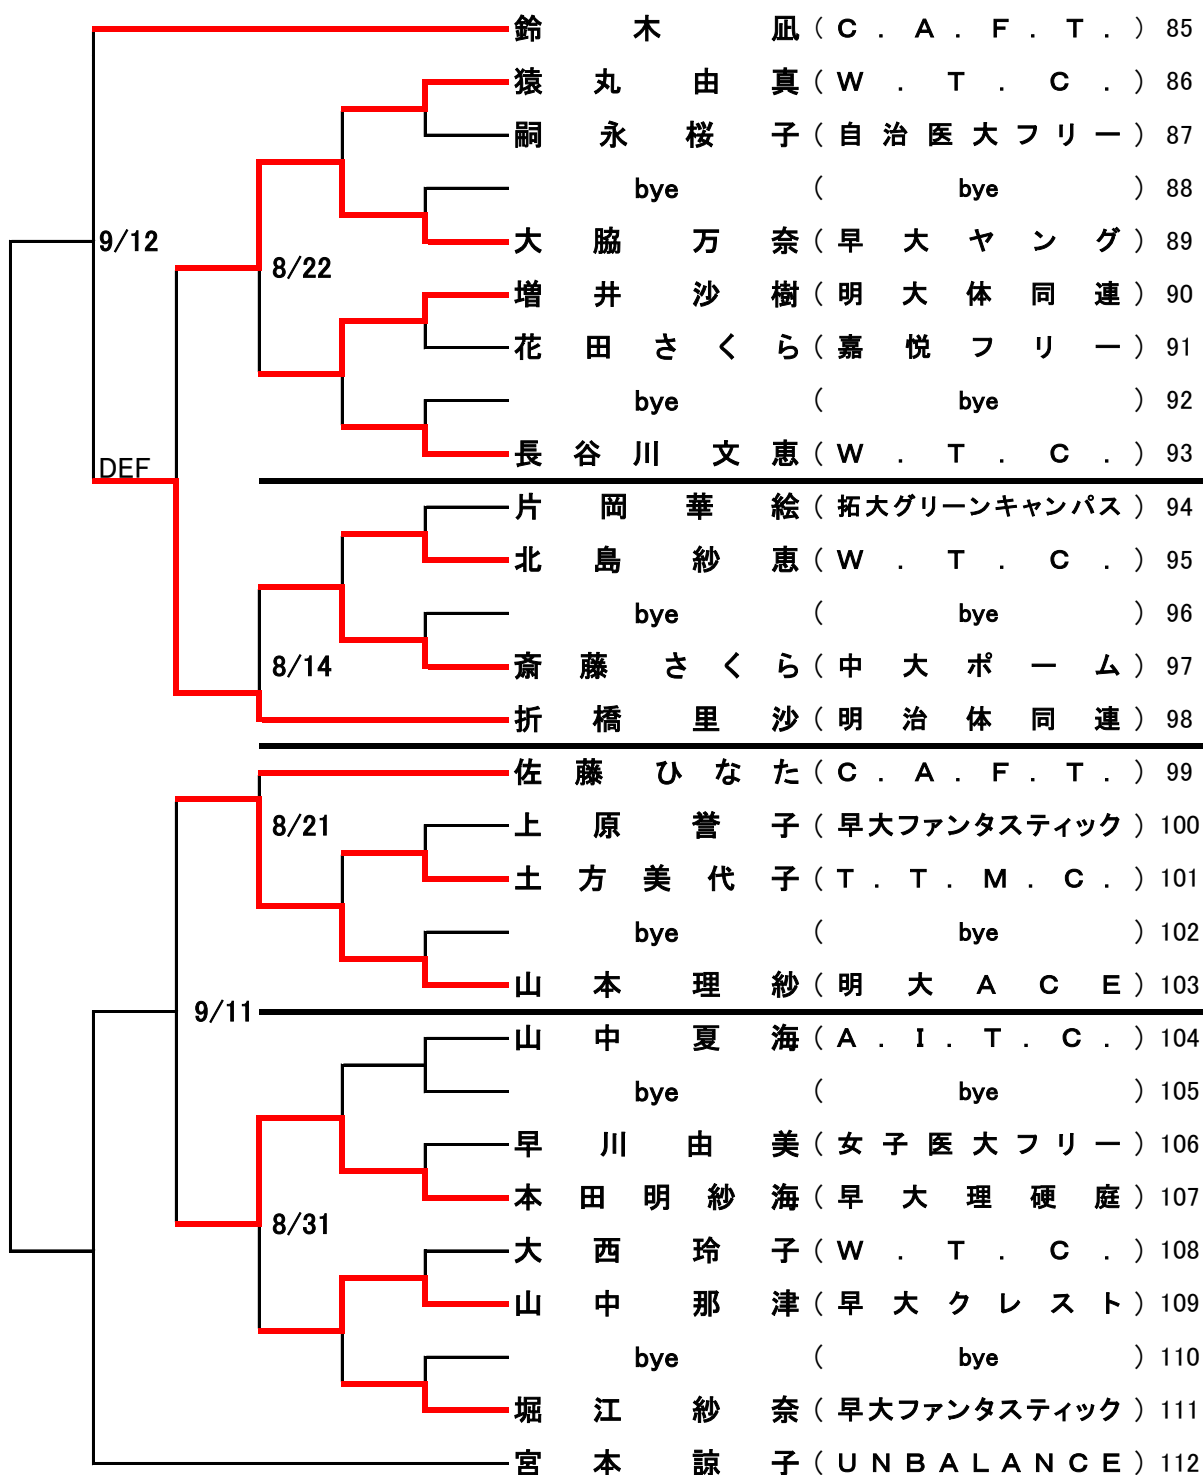 鈴木凪(C.A.F.T.) 85
猿丸由真(W.T.C.) 86
嗣永桜子(自治医大フリー) 87
bye(bye) 88
9/12
大脇万奈(早大ヤング) 89
8/22
増井沙樹(明大体同連) 90
花田さくら(嘉悦フリー) 91
bye(bye) 92
長谷川文恵(W.T.C.) 93
DEF
片岡華絵(拓大グリーンキャンパス) 94
北島紗恵(W.T.C.) 95
bye(bye) 96
8/14
斎藤さくら(中大ポーム) 97
折橋里沙(明治体同連) 98
佐藤ひなた(C.A.F.T.) 99
8/21
上原誉子(早大ファンタスティック) 100
土方美代子(T.T.M.C.) 101
bye(bye) 102
山本理紗(明大ACE) 103
9/11
山中夏海(A.I.T.C.) 104
bye(bye) 105
早川由美(女子医大フリー) 106
本田明紗海(早大理硬庭) 107
8/31
大西玲子(W.T.C.) 108
山中那津(早大クレスト) 109
bye(bye) 110
堀江紗奈(早大ファンタスティック) 111
宮本諒子(UNBALANCE) 112